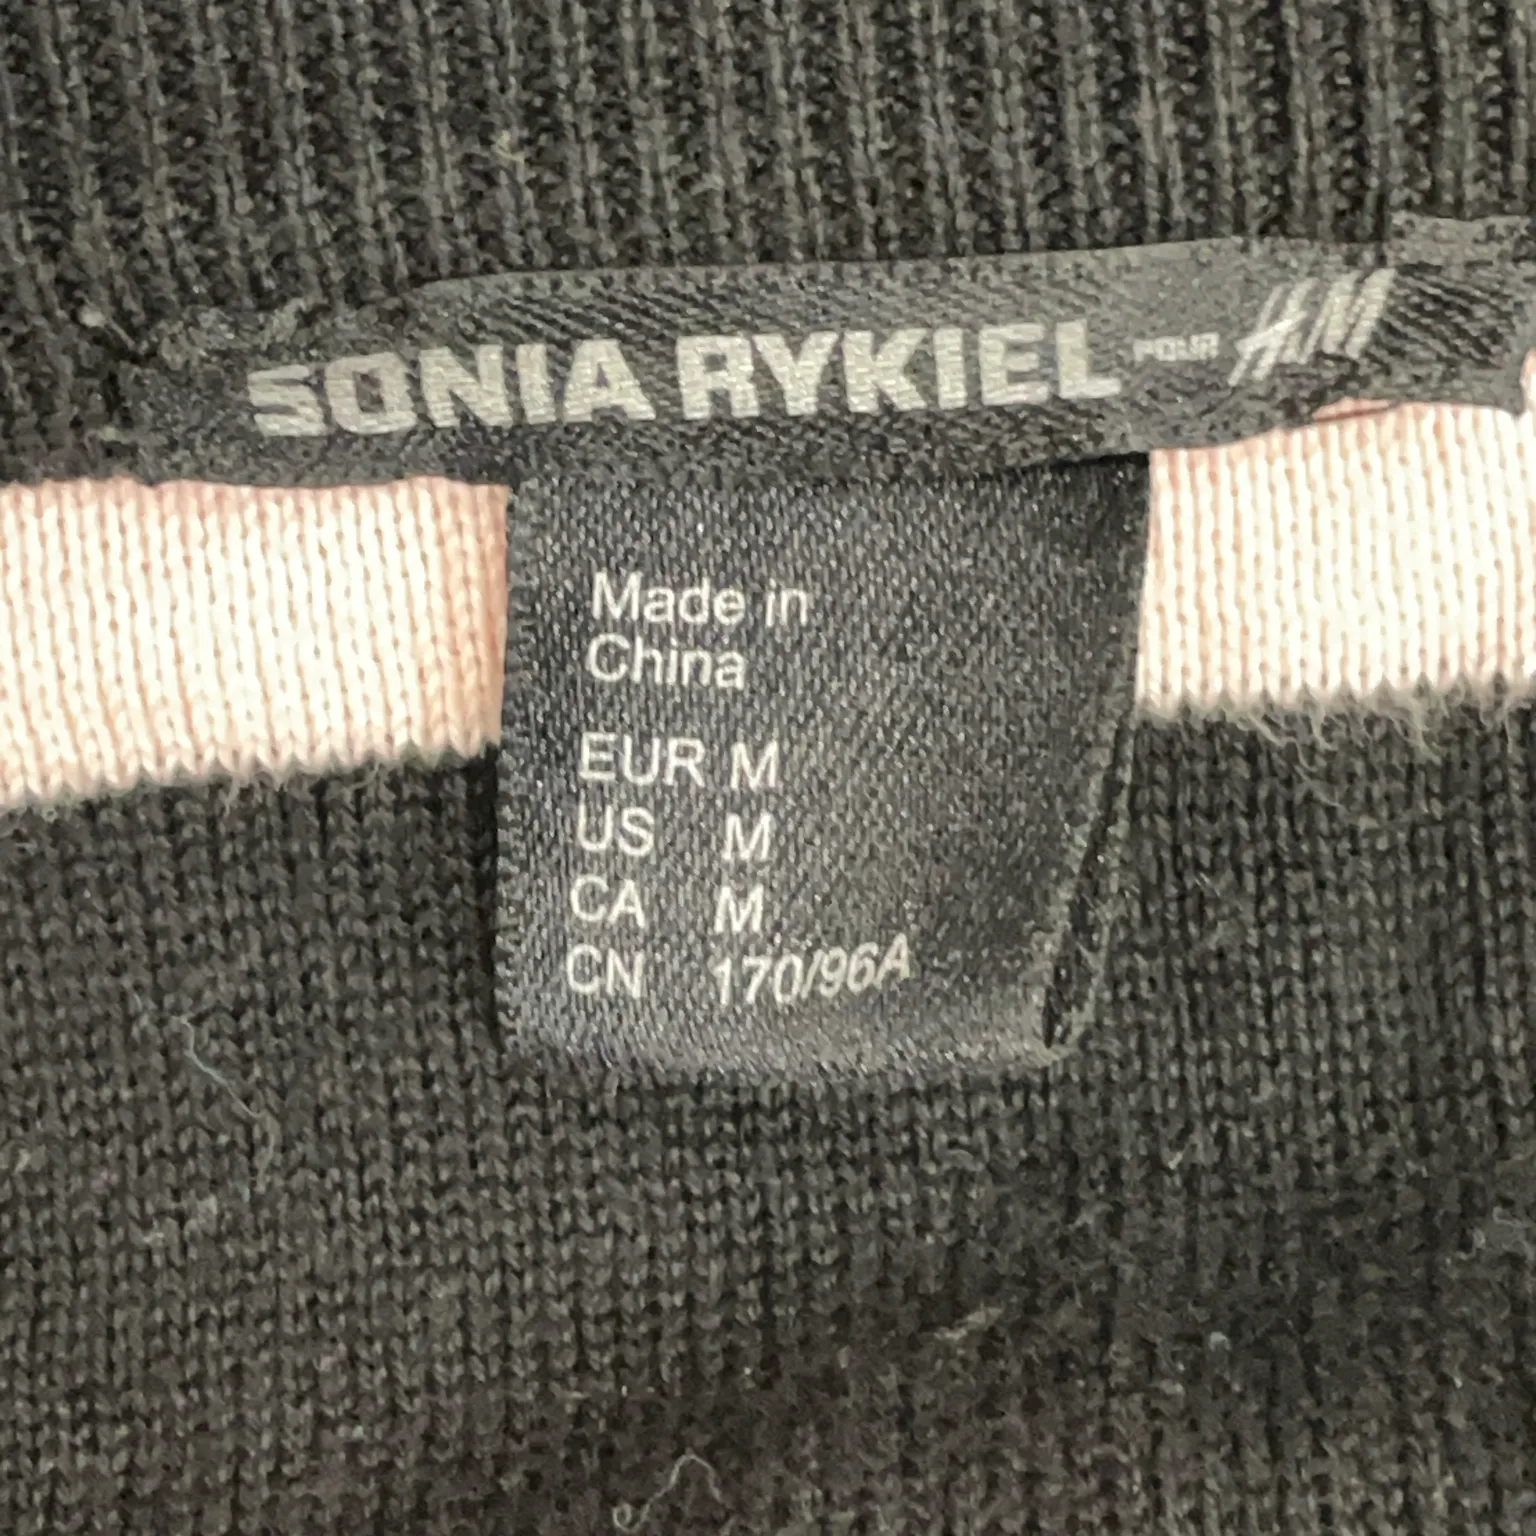 SONIA RYKIEL POUR H&M
Made in
China
EUR M
US M
CA M
CN 170/96A